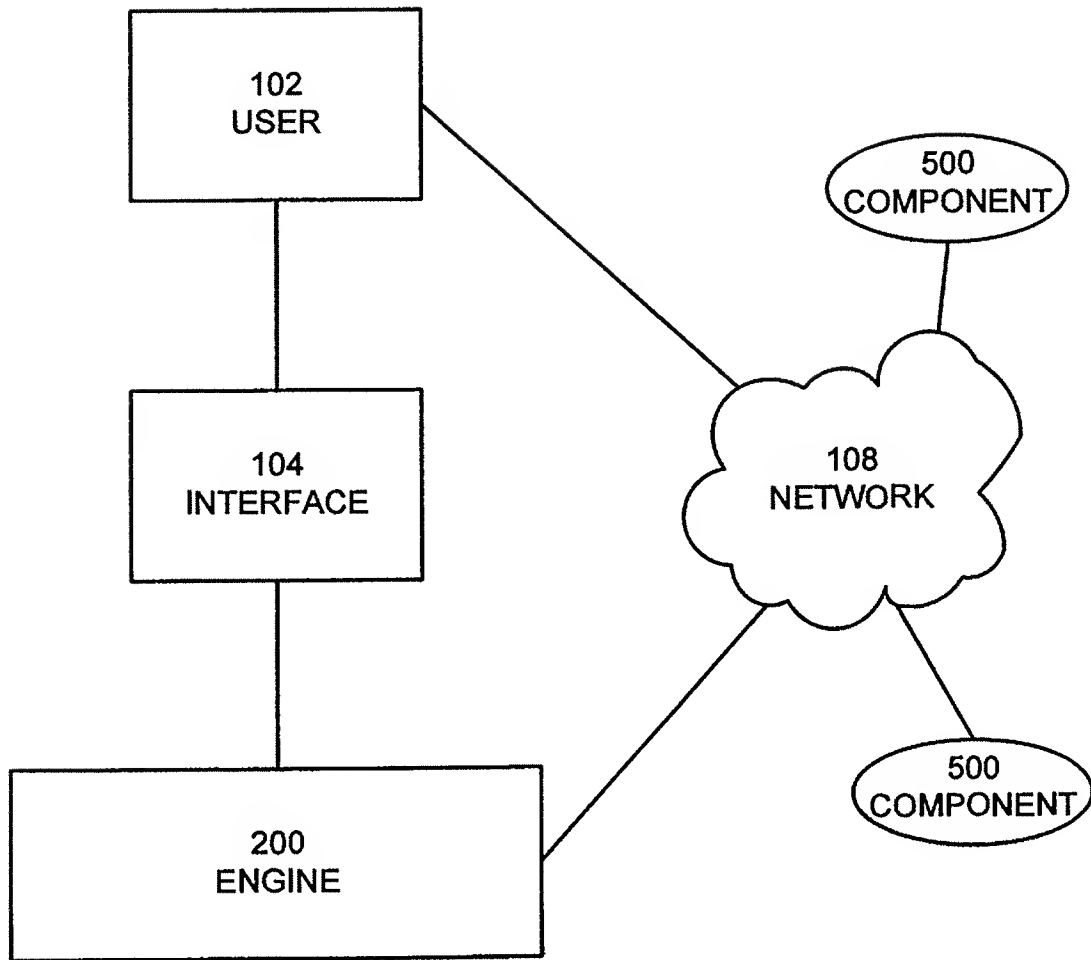 102
USER
500
COMPONENT
104
INTERFACE
108
NETWORK
500
COMPONENT
200
ENGINE